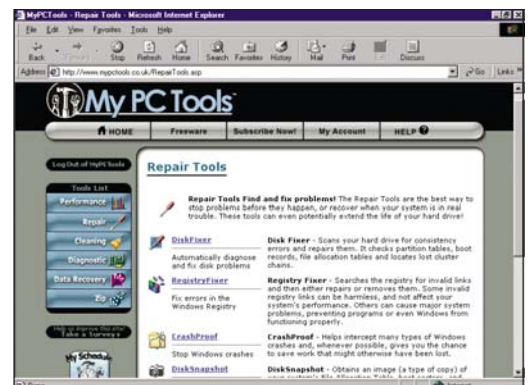 MyPCTools - Repair Tools - Microsoft Internet Explorer
File Edit View Favorites Tools Help
Back Stop Refresh Home Search Favorites History Mail Print Edit Discuss
Address http://www.mypctools.co.uk/RepairTools.asp Go Links »
My PC Tools
HOME Freeware Subscribe Now! My Account HELP
Log Out of MyPCTools
Tools List
Performance
Repair
Cleaning
Diagnostic
Data Recovery
Zip
Help us improve this site!
Take a Survey
My Schedule
Repair Tools
Repair Tools Find and fix problems! The Repair Tools are the best way to
stop problems before they happen, or recover when your system is in real
trouble. These tools can even potentially extend the life of your hard drive!
DiskFixer
Automatically diagnose
and fix disk problems
Disk Fixer - Scans your hard drive for consistency
errors and repairs them. It checks partition tables, boot
records, file allocation tables and locates lost cluster
chains.
RegistryFixer
Fix errors in the
Windows Registry
Registry Fixer - Searches the registry for invalid links
and then either repairs or removes them. Some invalid
registry links can be harmless, and not affect your
system's performance. Others can cause major system
problems, preventing programs or even Windows from
functioning properly.
CrashProof
Stop Windows crashes
CrashProof - Helps intercept many types of Windows
crashes and, whenever possible, gives you the chance
to save work that might otherwise have been lost.
DiskSnapshot
DiskSnapshot - Obtains an image (a type of copy) of